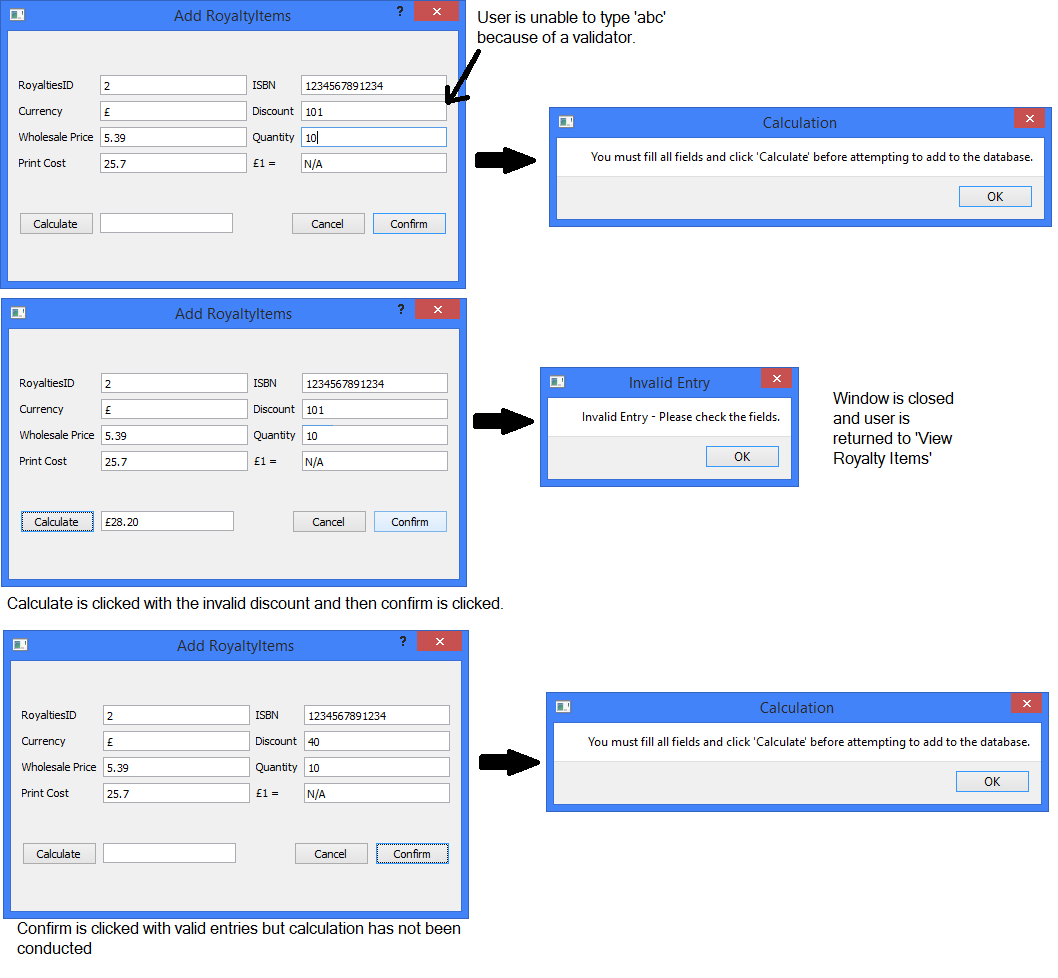 Add RoyaltyItems
?
User is unable to type 'abc'
because of a validator.
RoyaltiesID 2 ISBN 1234567891234
Currency £ Discount 101
Wholesale Price 5.39 Quantity 10
Print Cost 25.7 £1 = N/A
Calculate Cancel Confirm
Calculation
You must fill all fields and click 'Calculate' before attempting to add to the database.
OK
Add RoyaltyItems
?
RoyaltiesID 2 ISBN 1234567891234
Currency £ Discount 101
Wholesale Price 5.39 Quantity 10
Print Cost 25.7 £1 = N/A
Calculate £28.20 Cancel Confirm
Invalid Entry
Invalid Entry - Please check the fields.
OK
Window is closed
and user is
returned to 'View
Royalty Items'
Calculate is clicked with the invalid discount and then confirm is clicked.
Add RoyaltyItems
?
RoyaltiesID 2 ISBN 1234567891234
Currency £ Discount 40
Wholesale Price 5.39 Quantity 10
Print Cost 25.7 £1 = N/A
Calculate Cancel Confirm
Calculation
You must fill all fields and click 'Calculate' before attempting to add to the database.
OK
Confirm is clicked with valid entries but calculation has not been
conducted